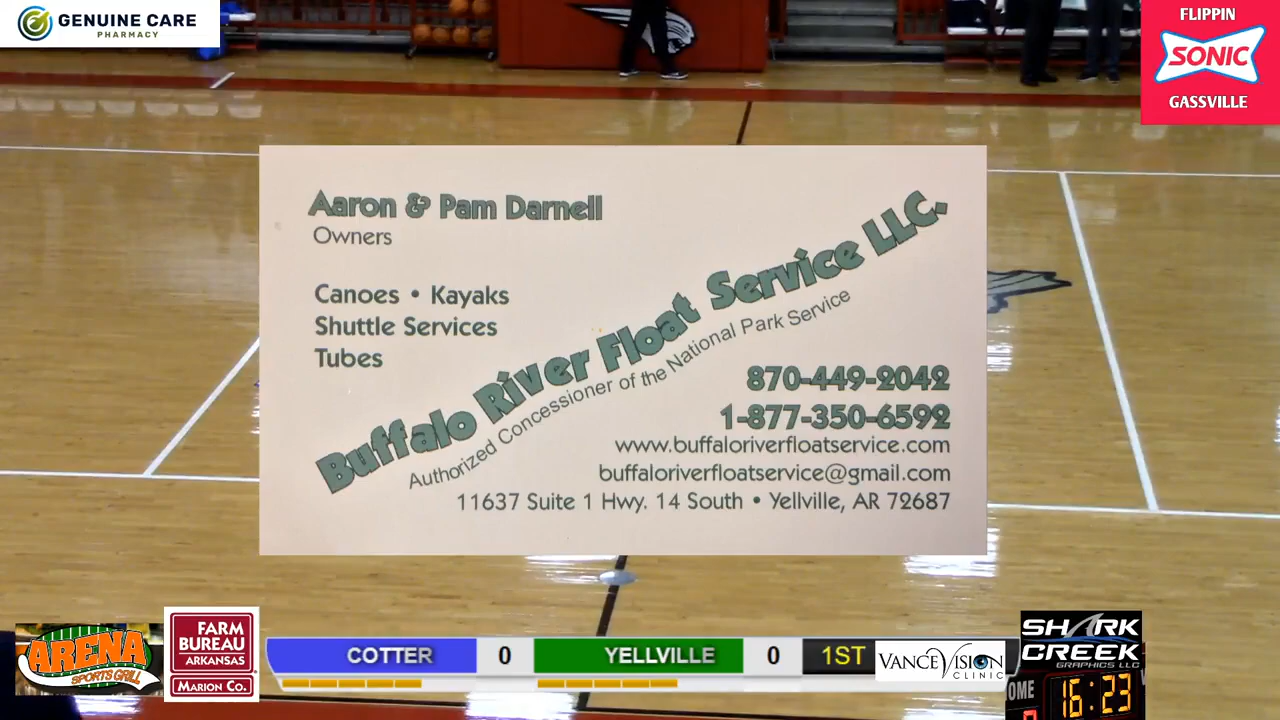 GENUINE CARE
PHARMACY
FLIPPIN
SONIC
GASSVILLE
Aaron & Pam Darnell
Owners
Canoes • Kayaks
Shuttle Services
Tubes
Buffalo River Float Service LLC.
Authorized Concessioner of the National Park Service
870-449-2042
1-877-350-6592
www.buffaloriverfloatservice.com
buffaloriverfloatservice@gmail.com
11637 Suite 1 Hwy. 14 South • Yellville, AR 72687
ARENA
SPORTS GRILL
FARM
BUREAU
ARKANSAS
MARION CO.
COTTER 0 YELLVILLE 0 1ST
VANCE VISION
CLINIC
SHARK
CREEK
GRAPHICS LLC
OME
16:23